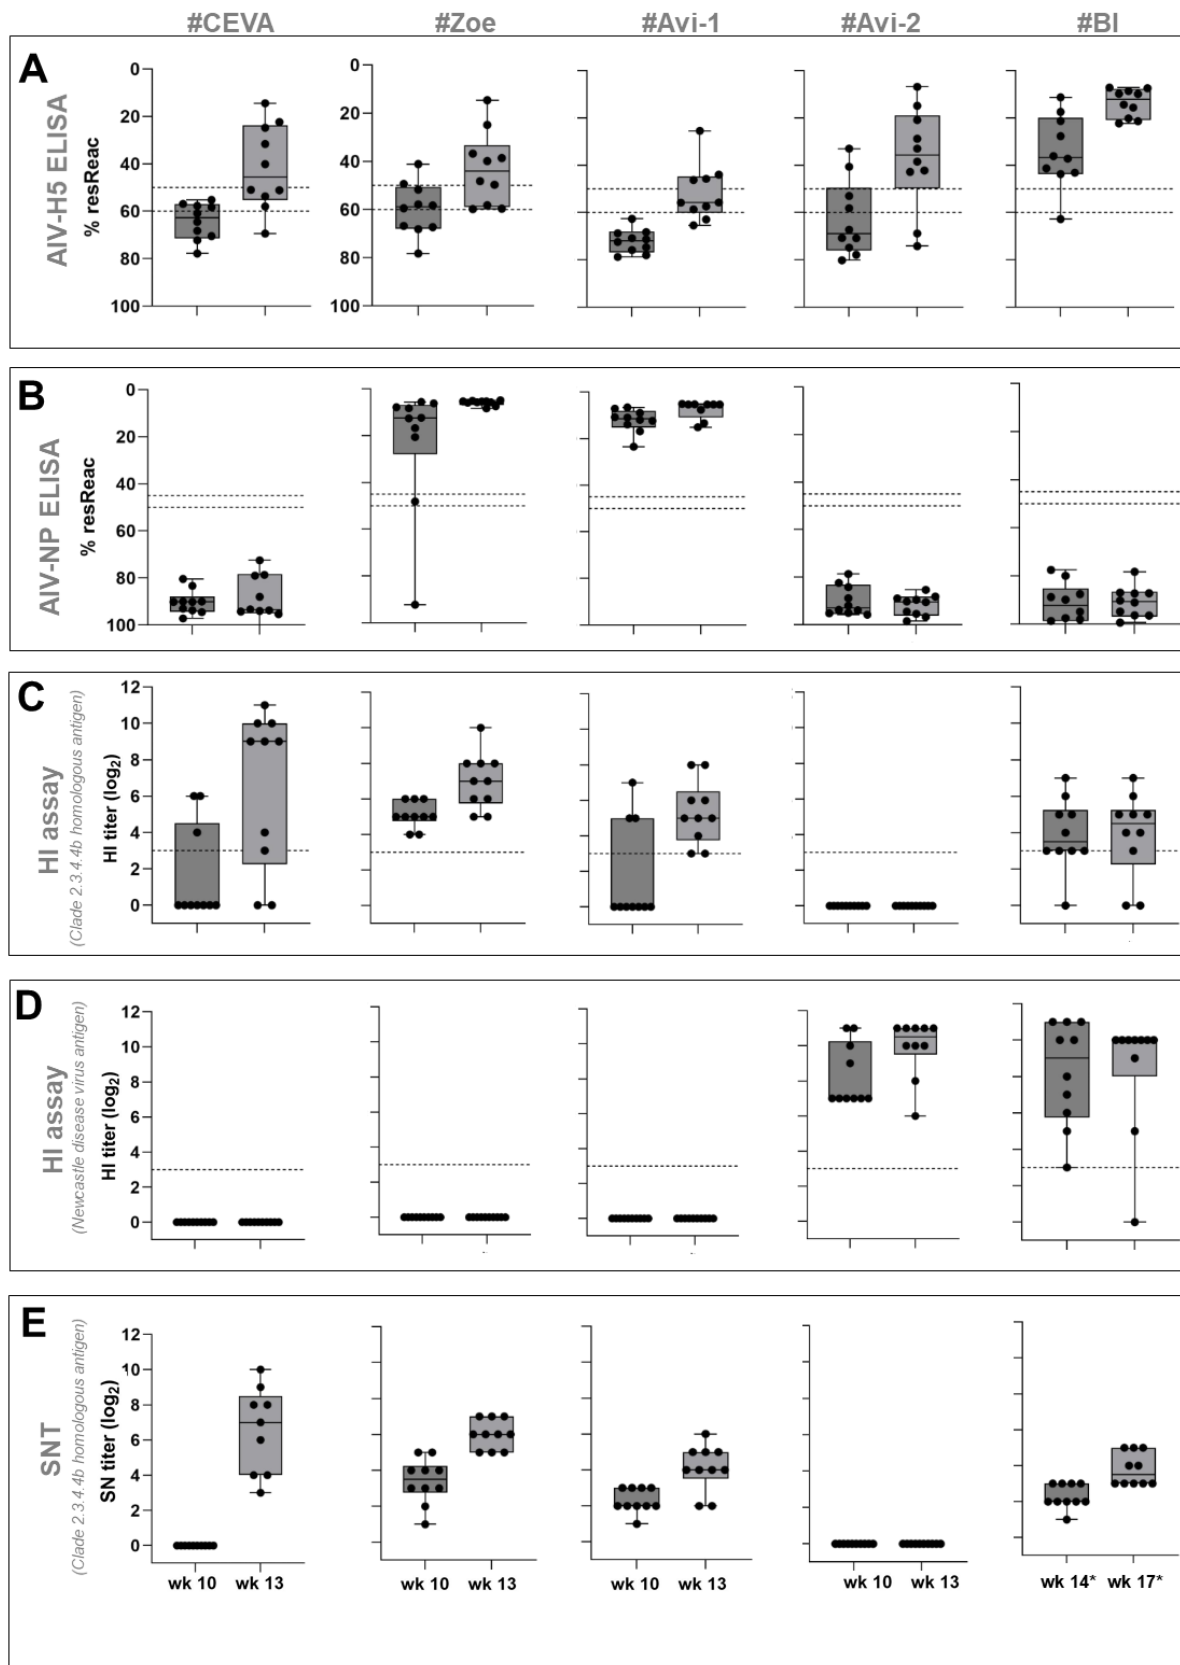 #CEVA #Zoe #Avi-1 #Avi-2 #BI
A
AIV-H5 ELISA
% resReac
0
20
40
60
80
100
0
20
40
60
80
100
B
AIV-NP ELISA
% resReac
0
20
40
60
80
100
C
HI assay
(Clade 2.3.4.4b homologous antigen)
HI titer (log2)
12
10
8
6
4
2
0
D
HI assay
(Newcastle disease virus antigen)
HI titer (log2)
12
10
8
6
4
2
0
E
SNT
(Clade 2.3.4.4b homologous antigen)
SN titer (log2)
12
10
8
6
4
2
0
wk 10 wk 13 wk 10 wk 13 wk 10 wk 13 wk 10 wk 13 wk 14* wk 17*